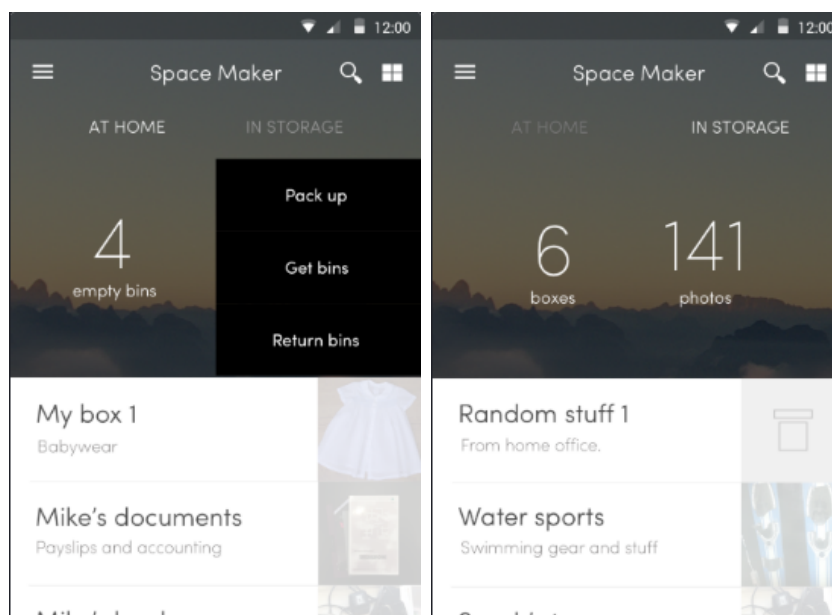 12:00
Space Maker
AT HOME
IN STORAGE
Pack up
4
empty bins
Get bins
Return bins
My box 1
Babywear
Mike's documents
Payslips and accounting
12:00
Space Maker
AT HOME
IN STORAGE
6
boxes
141
photos
Random stuff 1
From home office.
Water sports
Swimming gear and stuff